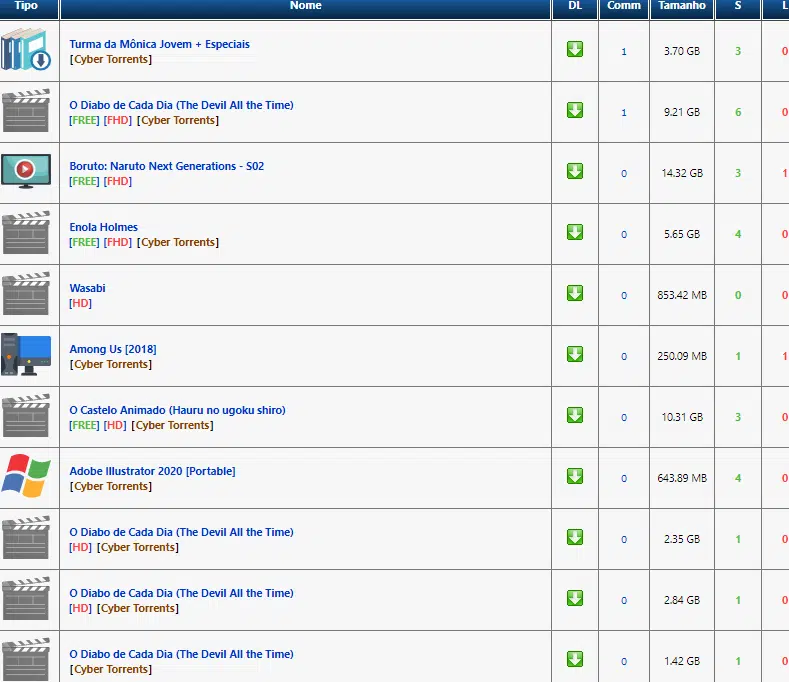 Tipo Nome DL Comm Tamanho S L
Turma da Mônica Jovem + Especiais
[Cyber Torrents]
1 3.70 GB 3 0
O Diabo de Cada Dia (The Devil All the Time)
[FREE] [FHD] [Cyber Torrents]
1 9.21 GB 6 0
Boruto: Naruto Next Generations - S02
[FREE] [FHD]
0 14.32 GB 3 1
Enola Holmes
[FREE] [FHD] [Cyber Torrents]
0 5.65 GB 4 0
Wasabi
[HD]
0 853.42 MB 0 0
Among Us [2018]
[Cyber Torrents]
0 250.09 MB 1 1
O Castelo Animado (Hauru no ugoku shiro)
[FREE] [HD] [Cyber Torrents]
0 10.31 GB 3 0
Adobe Illustrator 2020 [Portable]
[Cyber Torrents]
0 643.89 MB 4 0
O Diabo de Cada Dia (The Devil All the Time)
[HD] [Cyber Torrents]
0 2.35 GB 1 0
O Diabo de Cada Dia (The Devil All the Time)
[HD] [Cyber Torrents]
0 2.84 GB 1 0
O Diabo de Cada Dia (The Devil All the Time)
[Cyber Torrents]
0 1.42 GB 1 0